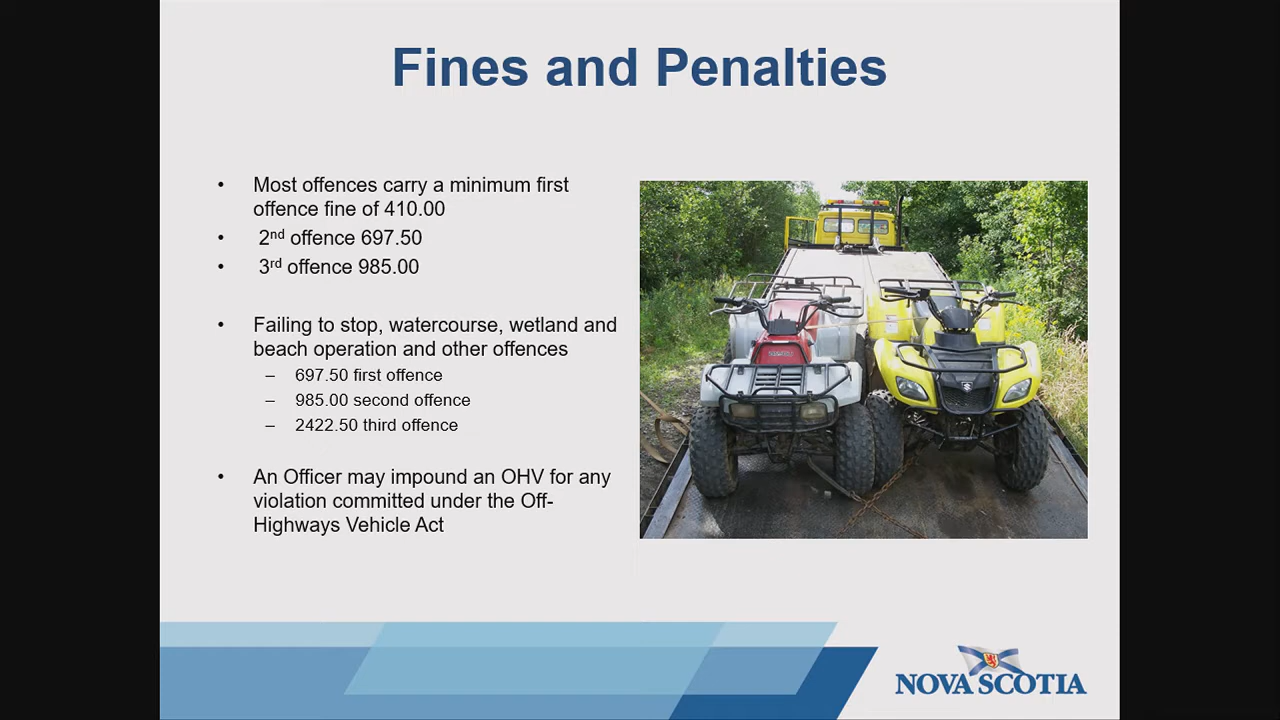 Fines and Penalties
• Most offences carry a minimum first
offence fine of 410.00
• 2nd offence 697.50
• 3rd offence 985.00
• Failing to stop, watercourse, wetland and
beach operation and other offences
– 697.50 first offence
– 985.00 second offence
– 2422.50 third offence
• An Officer may impound an OHV for any
violation committed under the Off-
Highways Vehicle Act
NOVA SCOTIA